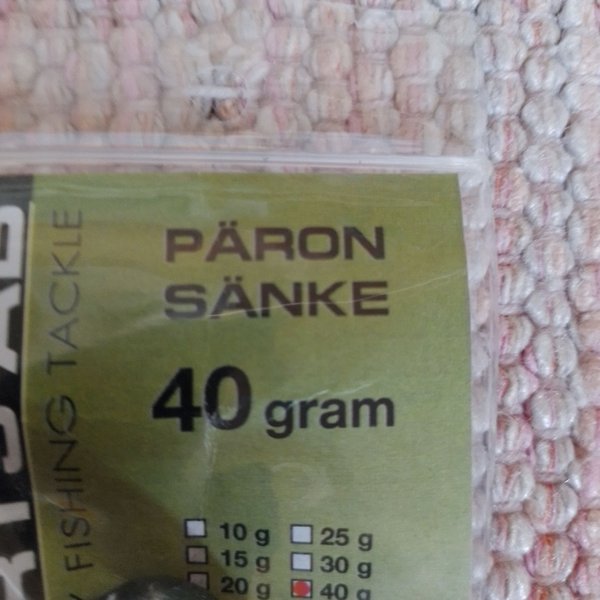 PÄRON
SÄNKE
40 gram
10 g
25 g
15 g
30 g
20 g
40 g
FISHING TACKLE